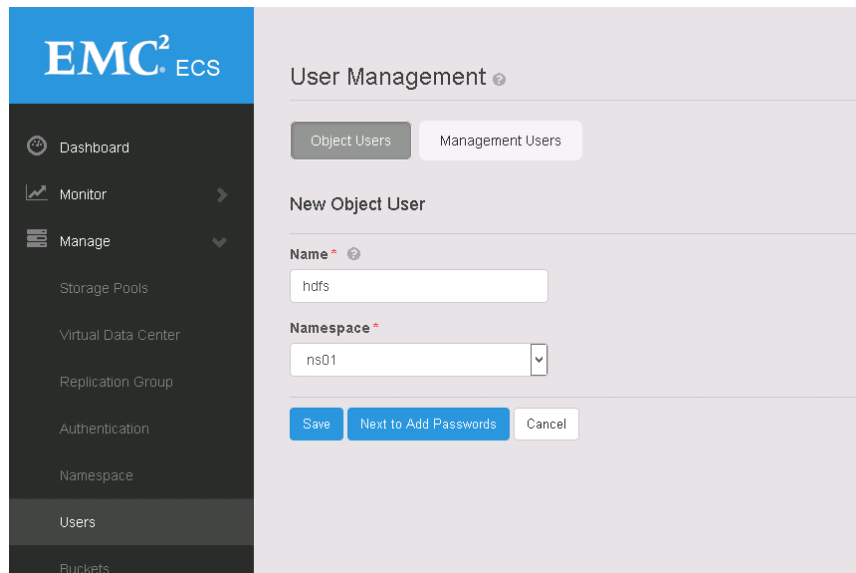 EMC² ECS
Dashboard
Monitor
Manage
Storage Pools
Virtual Data Center
Replication Group
Authentication
Namespace
Users
Buckets
User Management
Object Users Management Users
New Object User
Name *
hdfs
Namespace *
ns01
Save Next to Add Passwords Cancel